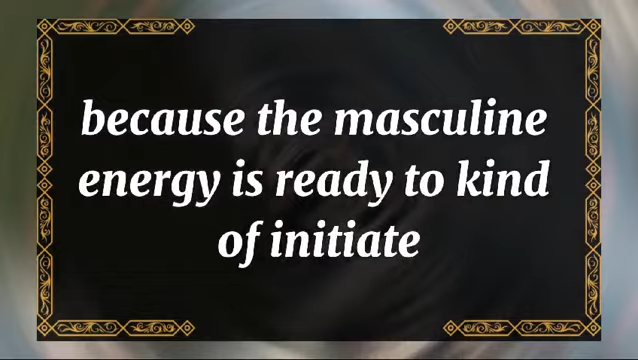 because the masculine
energy is ready to kind
of initiate